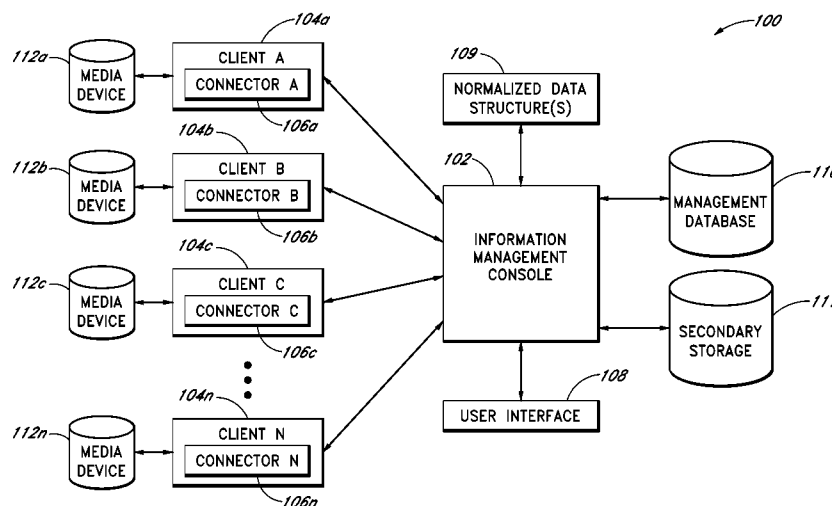 100
104a
112a
MEDIA
DEVICE
CLIENT A
CONNECTOR A
106a
109
NORMALIZED DATA
STRUCTURE(S)
104b
112b
MEDIA
DEVICE
CLIENT B
CONNECTOR B
106b
102
INFORMATION
MANAGEMENT
CONSOLE
MANAGEMENT
DATABASE
104c
112c
MEDIA
DEVICE
CLIENT C
CONNECTOR C
106c
SECONDARY
STORAGE
104n
112n
MEDIA
DEVICE
CLIENT N
CONNECTOR N
106n
108
USER INTERFACE